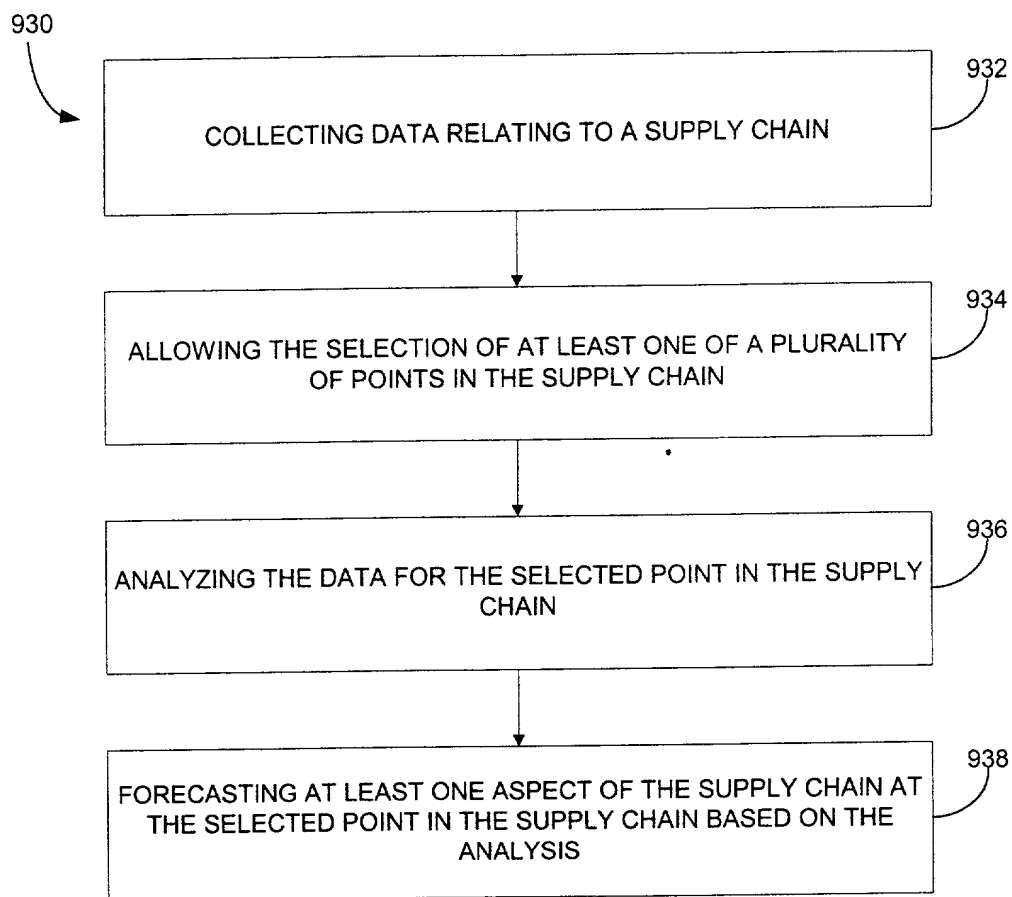 930
932
COLLECTING DATA RELATING TO A SUPPLY CHAIN
934
ALLOWING THE SELECTION OF AT LEAST ONE OF A PLURALITY
OF POINTS IN THE SUPPLY CHAIN
936
ANALYZING THE DATA FOR THE SELECTED POINT IN THE SUPPLY
CHAIN
938
FORECASTING AT LEAST ONE ASPECT OF THE SUPPLY CHAIN AT
THE SELECTED POINT IN THE SUPPLY CHAIN BASED ON THE
ANALYSIS